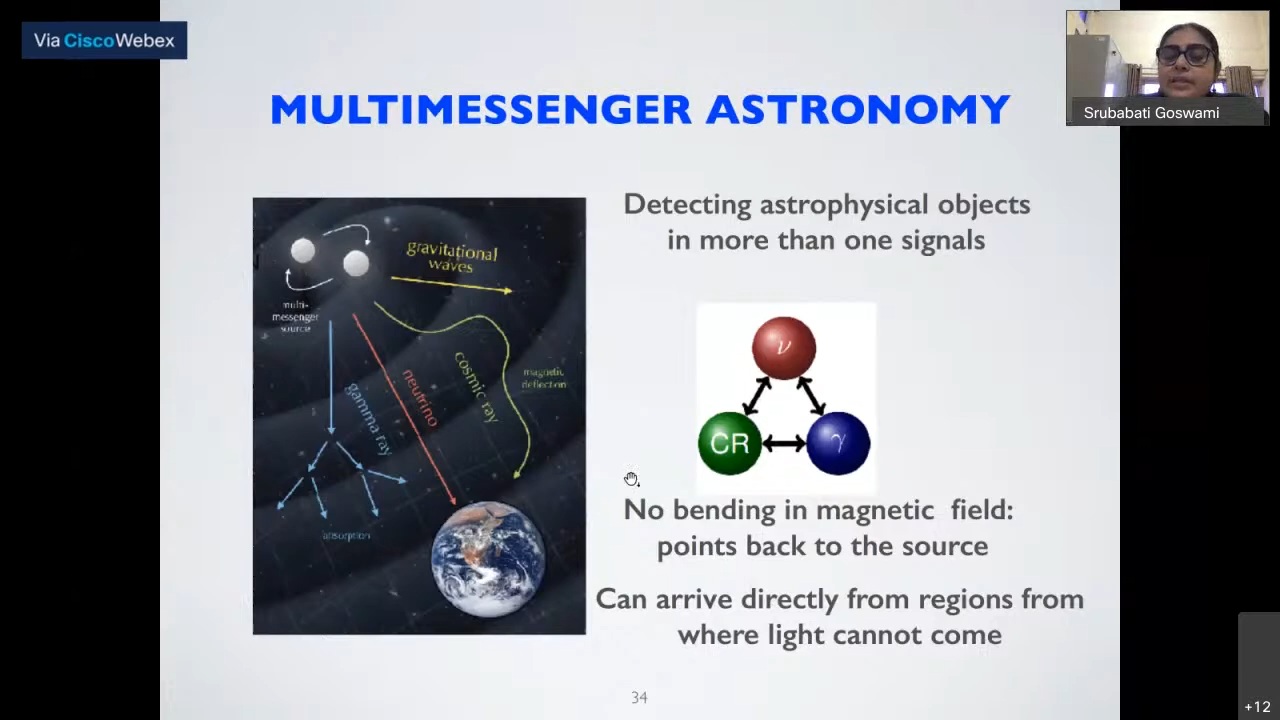 Via CiscoWebex
Srubabati Goswami
MULTIMESSENGER ASTRONOMY
gravitational
waves
multi-
messenger
source
gamma ray
neutrino
cosmic ray
magnetic
deflection
absorption
Detecting astrophysical objects
in more than one signals
ν
CR
γ
No bending in magnetic field:
points back to the source
Can arrive directly from regions from
where light cannot come
34
+12